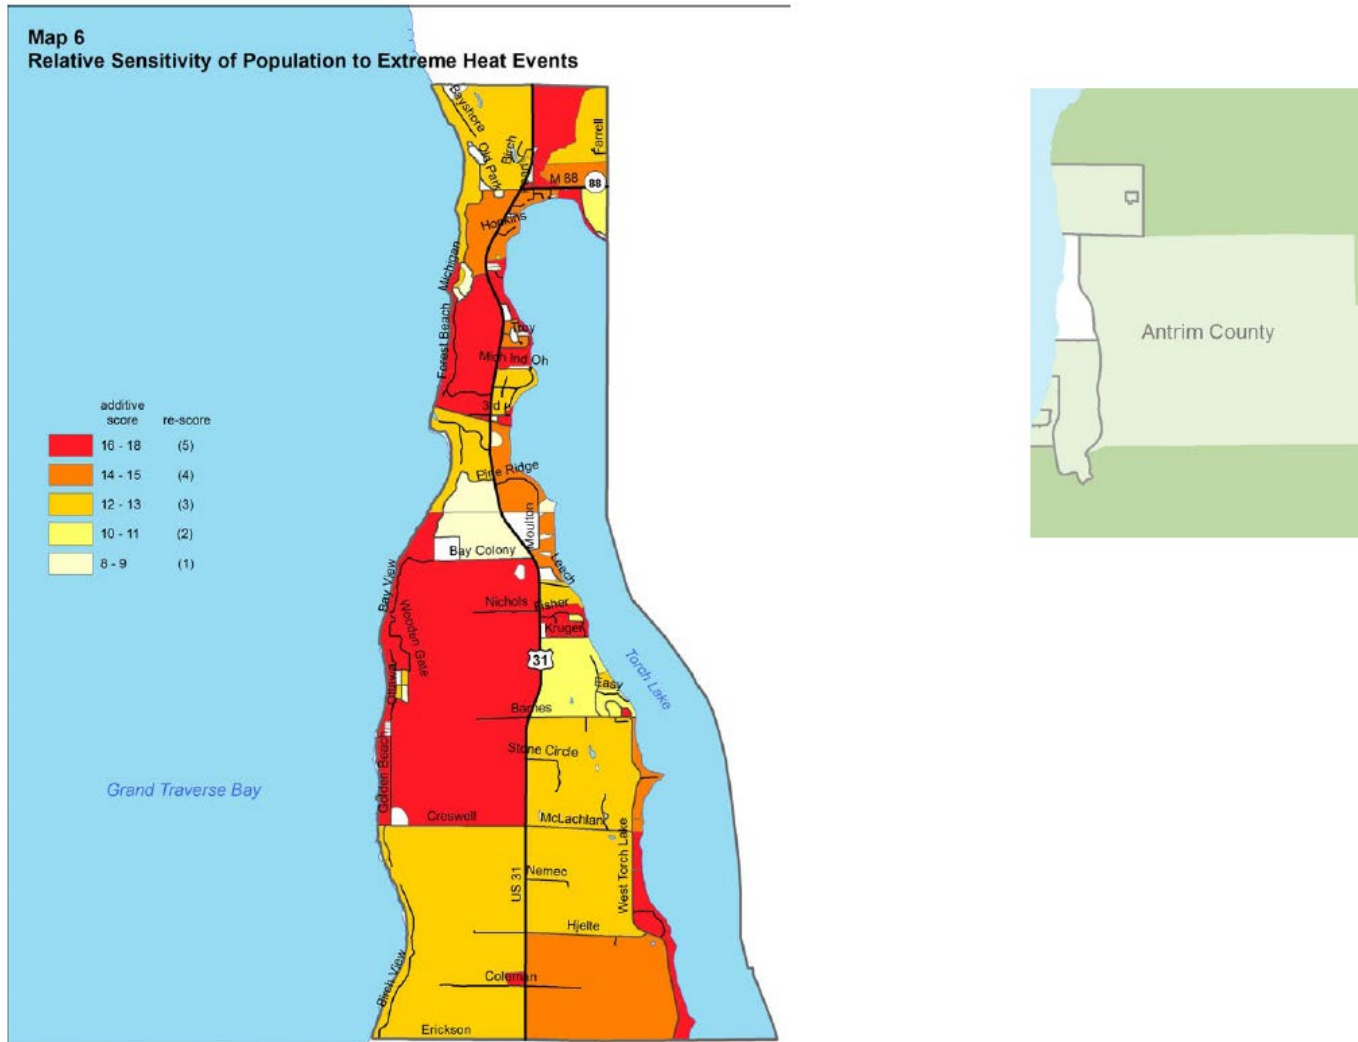 Map 6
Relative Sensitivity of Population to Extreme Heat Events
Bayshore
Old Park
Birch
Farrell
M 88
88
Hopkins
Michigan
Forest Beach
Troy
Mich Ind Oh
3rd
Pine Ridge
Moulton
Bay Colony
Leech
Bay View
Wooden Gate
Nichols
Fisher
Kruger
31
Torch Lake
Ottawa
Easy
Barnes
Stone Circle
Golden Beach
Grand Traverse Bay
Creswell
McLachlan
West Torch Lake
US 31
Nemec
Hjelte
Birch View
Coleman
Erickson
additive score re-score
16 - 18 (5)
14 - 15 (4)
12 - 13 (3)
10 - 11 (2)
8 - 9 (1)
Antrim County